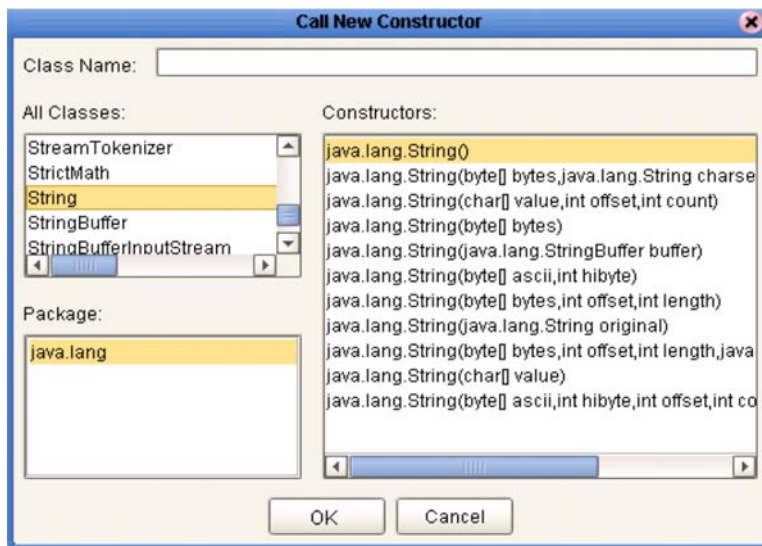 Call New Constructor
Class Name:
All Classes:
StreamTokenizer
StrictMath
String
StringBuffer
StringBufferInputStream
Package:
java.lang
Constructors:
java.lang.String()
java.lang.String(byte[] bytes,java.lang.String charse
java.lang.String(char[] value,int offset,int count)
java.lang.String(byte[] bytes)
java.lang.String(java.lang.StringBuffer buffer)
java.lang.String(byte[] ascii,int hibyte)
java.lang.String(byte[] bytes,int offset,int length)
java.lang.String(java.lang.String original)
java.lang.String(byte[] bytes,int offset,int length,java
java.lang.String(char[] value)
java.lang.String(byte[] ascii,int hibyte,int offset,int co
OK
Cancel